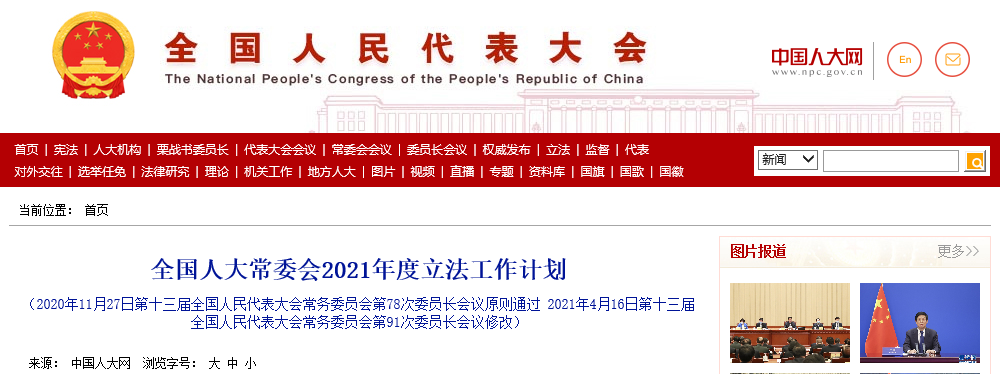 全国人民代表大会
The National People's Congress of the People's Republic of China
中国人大网
www.npc.gov.cn
En
首页 | 宪法 | 人大机构 | 栗战书委员长 | 代表大会会议 | 常委会会议 | 委员长会议 | 权威发布 | 立法 | 监督 | 代表
对外交往 | 选举任免 | 法律研究 | 理论 | 机关工作 | 地方人大 | 图片 | 视频 | 直播 | 专题 | 资料库 | 国旗 | 国歌 | 国徽
新闻
当前位置： 首页
全国人大常委会2021年度立法工作计划
（2020年11月27日第十三届全国人民代表大会常务委员会第78次委员长会议原则通过 2021年4月16日第十三届
全国人民代表大会常务委员会第91次委员长会议修改）
来源： 中国人大网 浏览字号： 大 中 小
图片报道
更多>>